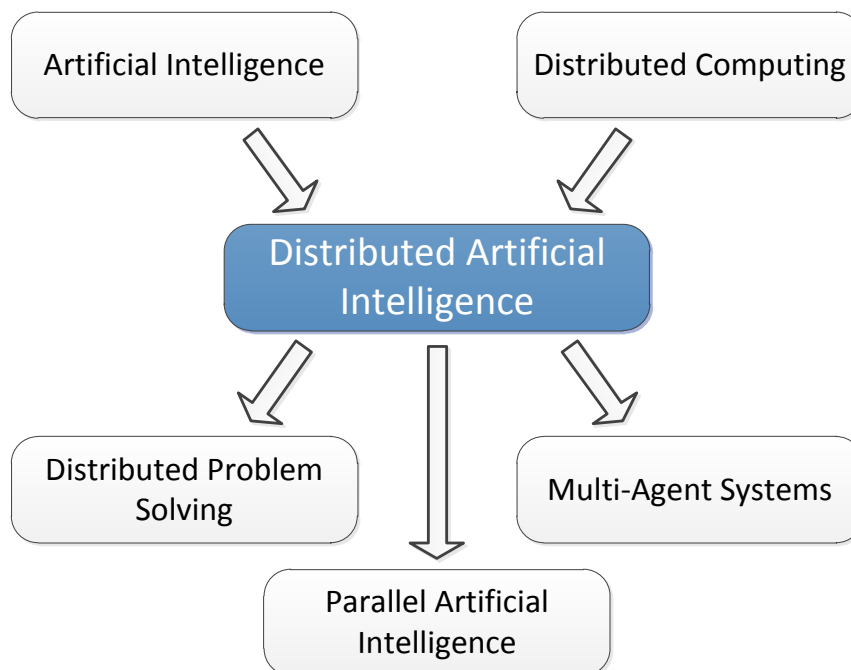 Artificial Intelligence
Distributed Computing
Distributed Artificial
Intelligence
Distributed Problem
Solving
Multi-Agent Systems
Parallel Artificial
Intelligence